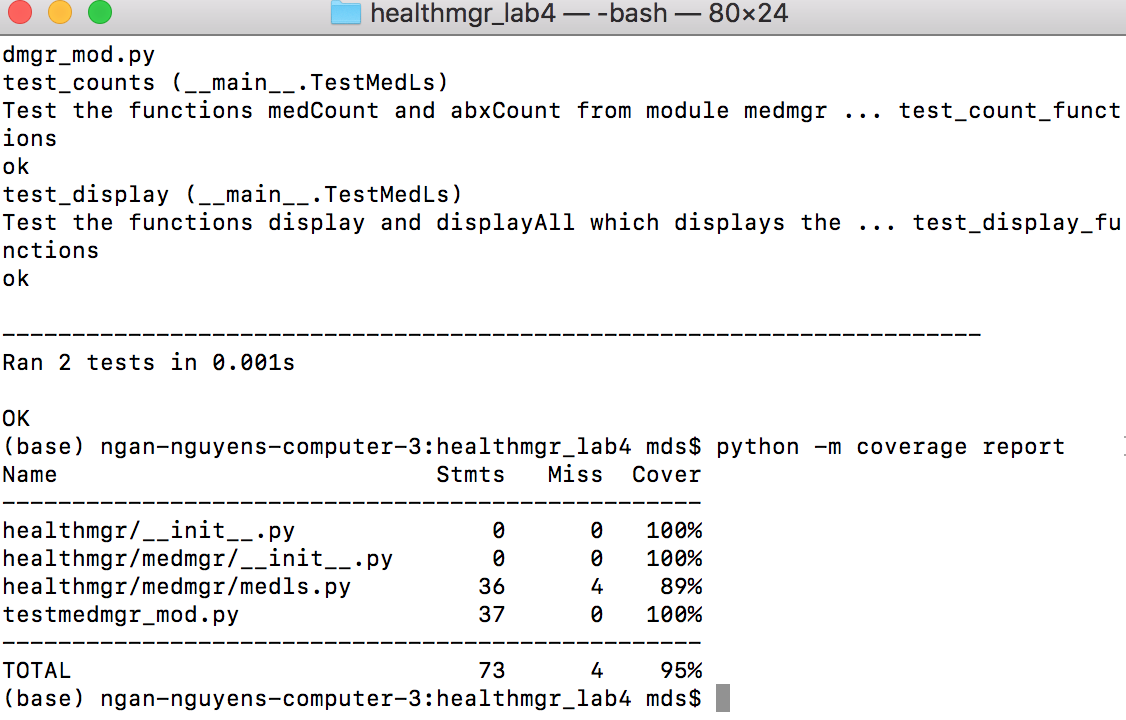 healthmgr_lab4 — -bash — 80×24
dmgr_mod.py
test_counts (__main__.TestMedLs)
Test the functions medCount and abxCount from module medmgr ... test_count_funct
ions
ok
test_display (__main__.TestMedLs)
Test the functions display and displayAll which displays the ... test_display_fu
nctions
ok
----------------------------------------------------------------------
Ran 2 tests in 0.001s
OK
(base) ngan-nguyens-computer-3:healthmgr_lab4 mds$ python -m coverage report
Name                           Stmts   Miss  Cover
--------------------------------------------------
healthmgr/__init__.py              0      0   100%
healthmgr/medmgr/__init__.py       0      0   100%
healthmgr/medmgr/medls.py         36      4    89%
testmedmgr_mod.py                 37      0   100%
--------------------------------------------------
TOTAL                             73      4    95%
(base) ngan-nguyens-computer-3:healthmgr_lab4 mds$